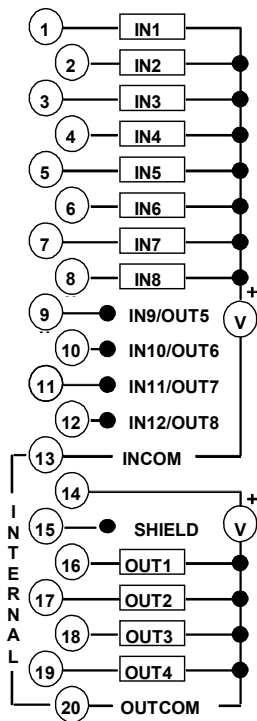 1 IN1
2 IN2
3 IN3
4 IN4
5 IN5
6 IN6
7 IN7
8 IN8
+
9 IN9/OUT5 V
10 IN10/OUT6
11 IN11/OUT7
12 IN12/OUT8
13 INCOM
14 +
15 SHIELD V
16 OUT1
17 OUT2
18 OUT3
19 OUT4
20 OUTCOM
INTERNAL